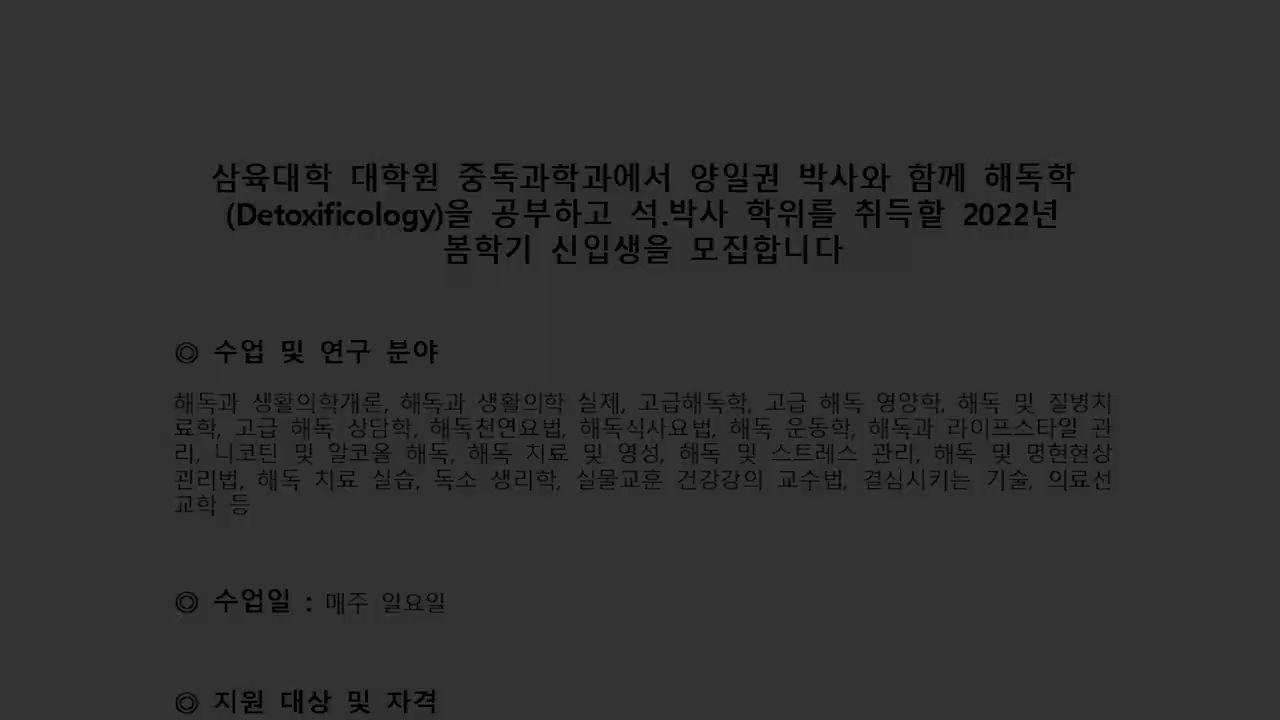 삼육대학 대학원 중독과학과에서 양일권 박사와 함께 해독학
(Detoxificology)을 공부하고 석.박사 학위를 취득할 2022년
봄학기 신입생을 모집합니다
◎ 수업 및 연구 분야
해독과 생활의학개론, 해독과 생활의학 실제, 고급해독학, 고급 해독 영양학, 해독 및 질병치
료학, 고급 해독 상담학, 해독천연요법, 해독식사요법, 해독 운동학, 해독과 라이프스타일 관
리, 니코틴 및 알코올 해독, 해독 치료 및 영성, 해독 및 스트레스 관리, 해독 및 명현현상
관리법, 해독 치료 실습, 독소 생리학, 실물교훈 건강강의 교수법, 결심시키는 기술, 의료선
교학 등
◎ 수업일 : 매주 일요일
◎ 지원 대상 및 자격